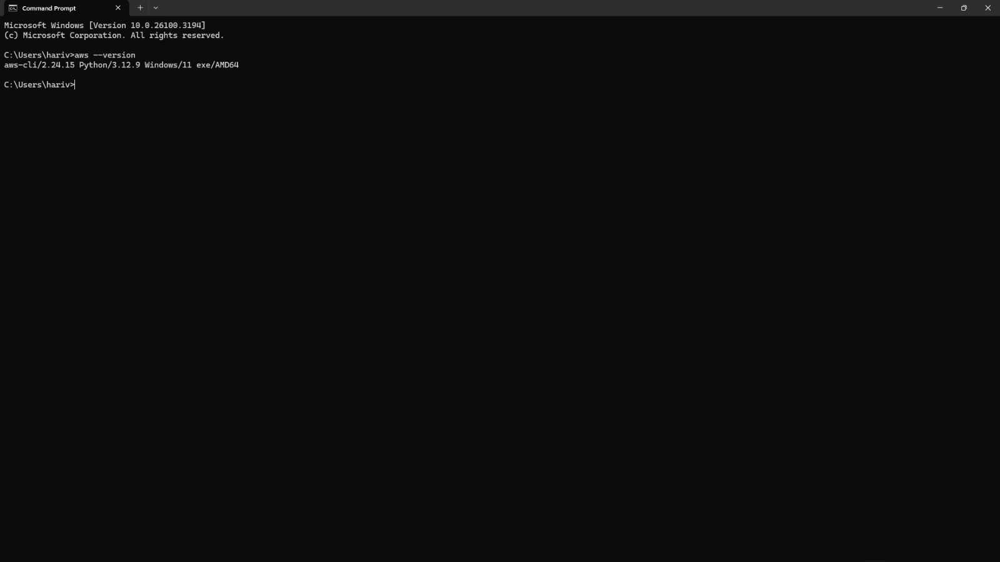 Command Prompt
Microsoft Windows [Version 10.0.26100.3194]
(c) Microsoft Corporation. All rights reserved.
C:\Users\hariv>aws --version
aws-cli/2.24.15 Python/3.12.9 Windows/11 exe/AMD64
C:\Users\hariv>